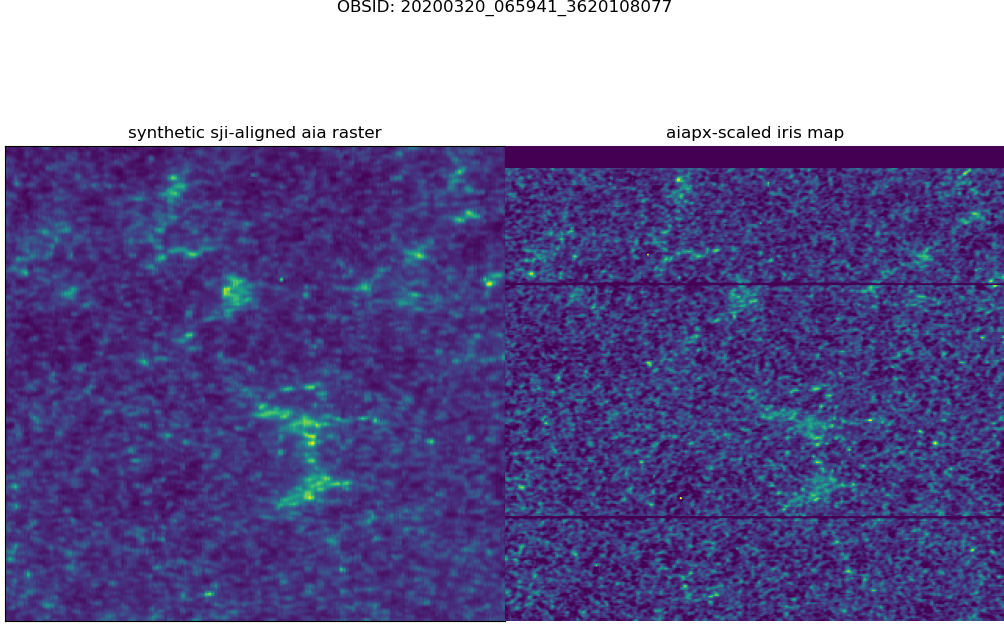 OBSID: 20200320_065941_3620108077
synthetic sji-aligned aia raster
aiapx-scaled iris map